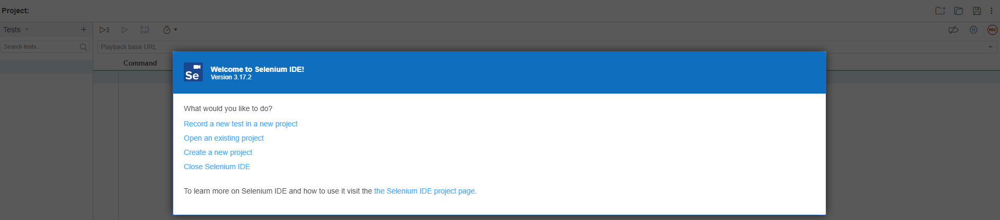 Project:
Tests
Search tests...
Playback base URL
REC
Command
Se
Welcome to Selenium IDE!
Version 3.17.2
What would you like to do?
Record a new test in a new project
Open an existing project
Create a new project
Close Selenium IDE
To learn more on Selenium IDE and how to use it visit the the Selenium IDE project page.